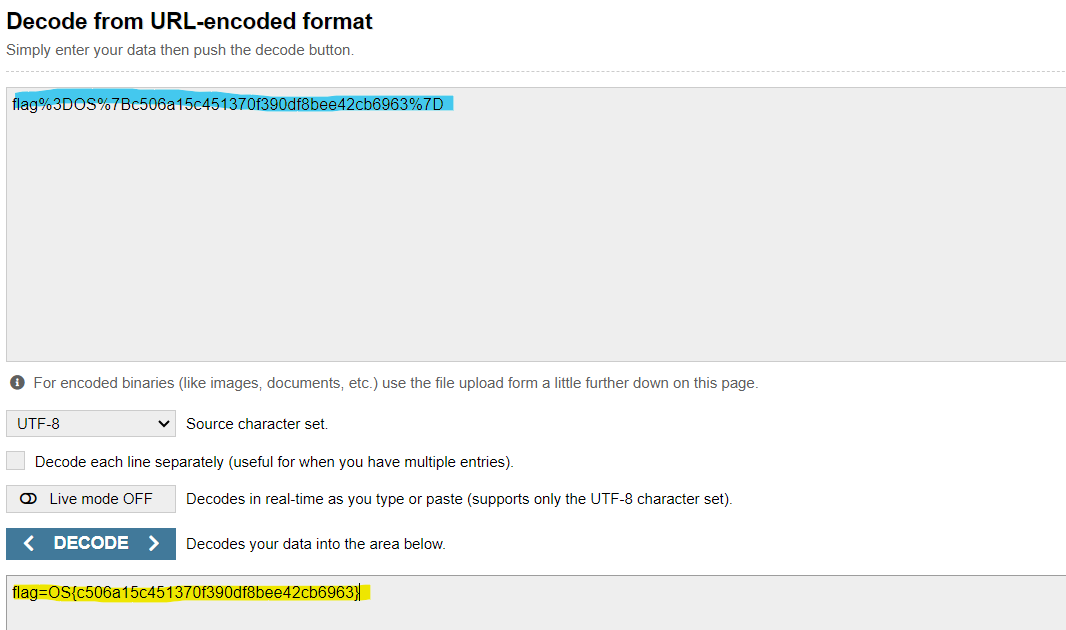 Decode from URL-encoded format
Simply enter your data then push the decode button.
flag%3DOS%7Bc506a15c451370f390df8bee42cb6963%7D
For encoded binaries (like images, documents, etc.) use the file upload form a little further down on this page.
UTF-8 Source character set.
Decode each line separately (useful for when you have multiple entries).
Live mode OFF Decodes in real-time as you type or paste (supports only the UTF-8 character set).
< DECODE > Decodes your data into the area below.
flag=OS{c506a15c451370f390df8bee42cb6963}